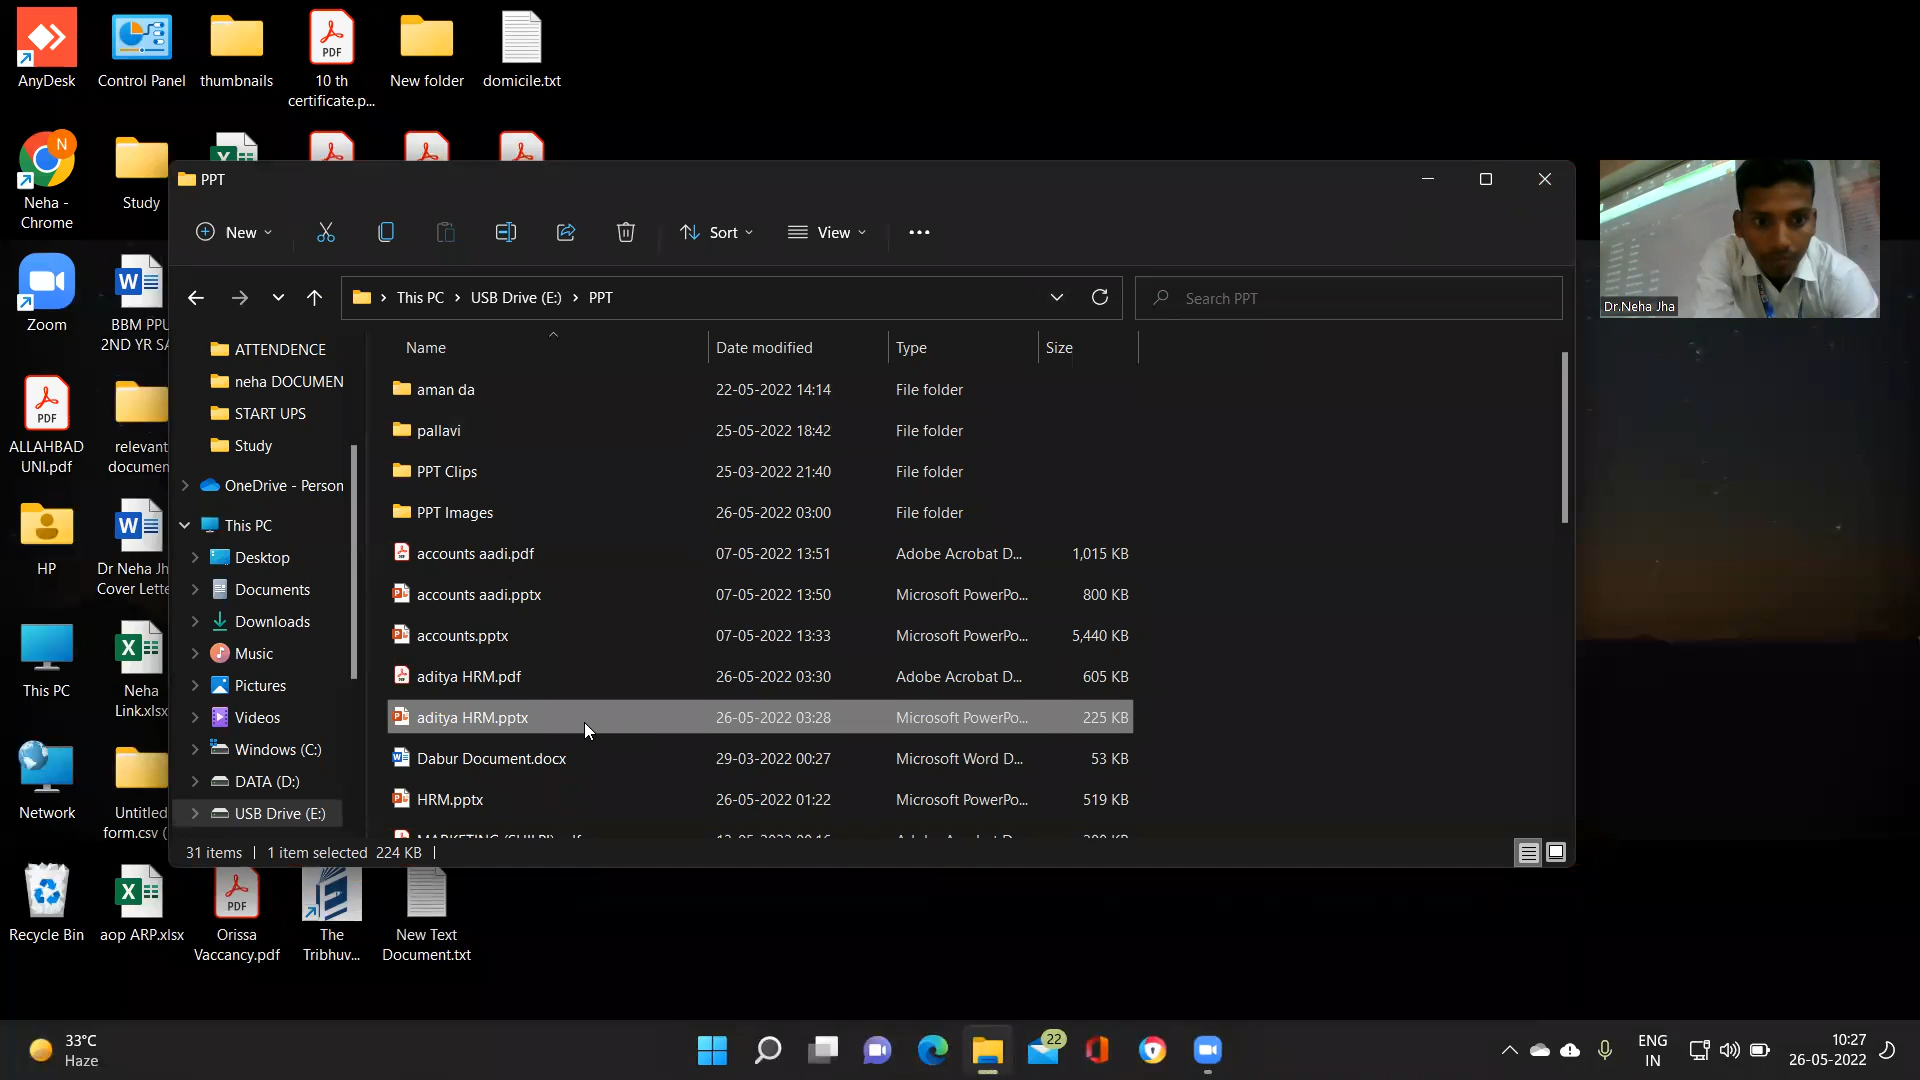 AnyDesk
Control Panel
thumbnails
PDF
10 th
certificate.p...
New folder
domicile.txt
N
Neha -
Chrome
Study
Zoom
BBM PPU
2ND YR
PDF
ALLAHBAD
UNI.pdf
relevant
documen
HP
Dr Neha
Cover Lette
This PC
Neha
Link.xlsx
Network
Untitled
form.csv (
Recycle Bin
aop ARP.xlsx
PDF
Orissa
Vaccancy.pdf
The
Tribhuv...
New Text
Document.txt
PPT
New
Sort
View
This PC
USB Drive (E:)
PPT
Search PPT
ATTENDENCE
neha DOCUMEN
START UPS
Study
OneDrive - Person
This PC
Desktop
Documents
Downloads
Music
Pictures
Videos
Windows (C:)
DATA (D:)
USB Drive (E:)
Name Date modified Type Size
aman da 22-05-2022 14:14 File folder
pallavi 25-05-2022 18:42 File folder
PPT Clips 25-03-2022 21:40 File folder
PPT Images 26-05-2022 03:00 File folder
accounts aadi.pdf 07-05-2022 13:51 Adobe Acrobat D... 1,015 KB
accounts aadi.pptx 07-05-2022 13:50 Microsoft PowerPo... 800 KB
accounts.pptx 07-05-2022 13:33 Microsoft PowerPo... 5,440 KB
aditya HRM.pdf 26-05-2022 03:30 Adobe Acrobat D... 605 KB
aditya HRM.pptx 26-05-2022 03:28 Microsoft PowerPo... 225 KB
Dabur Document.docx 29-03-2022 00:27 Microsoft Word D... 53 KB
HRM.pptx 26-05-2022 01:22 Microsoft PowerPo... 519 KB
31 items 1 item selected 224 KB
Dr.Neha Jha
33°C
Haze
22
ENG
IN
10:27
26-05-2022